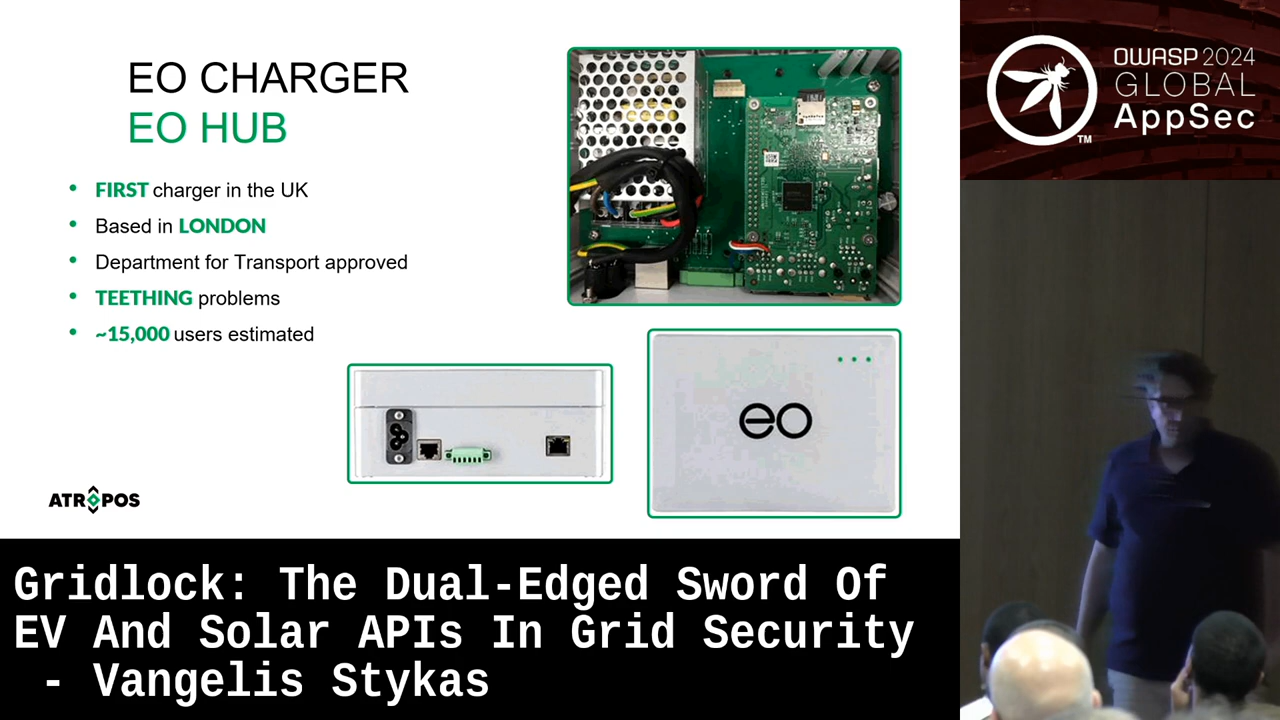 EO CHARGER
EO HUB
• FIRST charger in the UK
• Based in LONDON
• Department for Transport approved
• TEETHING problems
• ~15,000 users estimated
eo
ATROPOS
OWASP 2024
GLOBAL
AppSec
TM
Gridlock: The Dual-Edged Sword Of
EV And Solar APIs In Grid Security
- Vangelis Stykas